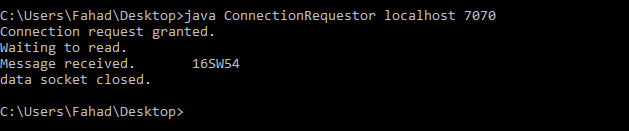 C:\Users\Fahad\Desktop>java ConnectionRequestor localhost 7070
Connection request granted.
Waiting to read.
Message received.       16SW54
data socket closed.
C:\Users\Fahad\Desktop>